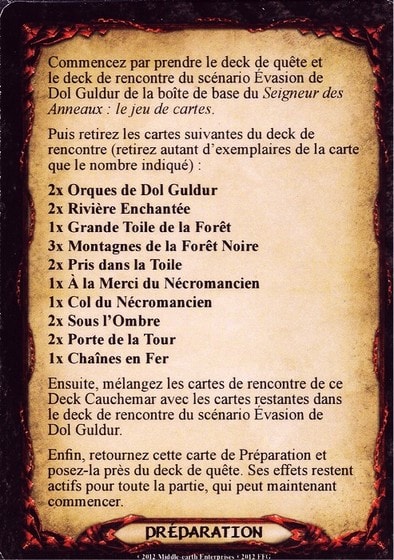 Commencez par prendre le deck de quête et
le deck de rencontre du scénario Évasion de
Dol Guldur de la boîte de base du Seigneur des
Anneaux : le jeu de cartes.
Puis retirez les cartes suivantes du deck de
rencontre (retirez autant d'exemplaires de la carte
que le nombre indiqué) :
2x Orques de Dol Guldur
2x Rivière Enchantée
1x Grande Toile de la Forêt
3x Montagnes de la Forêt Noire
2x Pris dans la Toile
1x À la Merci du Nécromancien
1x Col du Nécromancien
2x Sous l'Ombre
2x Porte de la Tour
1x Chaînes en Fer
Ensuite, mélangez les cartes de rencontre de ce
Deck Cauchemar avec les cartes restantes dans
le deck de rencontre du scénario Évasion de
Dol Guldur.
Enfin, retournez cette carte de Préparation et
posez-la près du deck de quête. Ses effets restent
actifs pour toute la partie, qui peut maintenant
commencer.
PRÉPARATION
• 2012 Middle-earth Enterprises • 2012 FFG